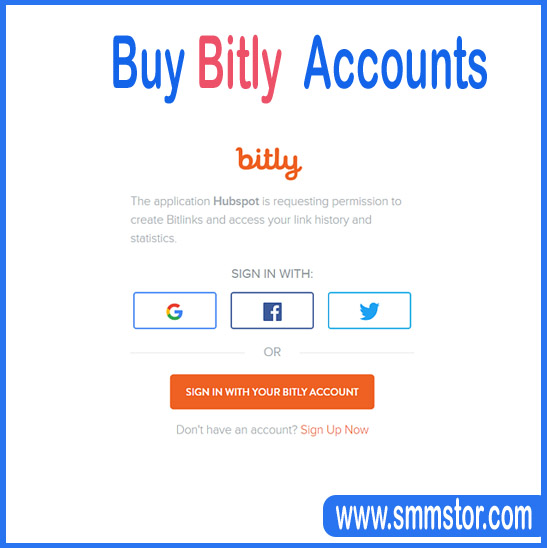 Buy Bitly Accounts
bitly
The application Hubspot is requesting permission to
create Bitlinks and access your link history and
statistics.
SIGN IN WITH:
OR
SIGN IN WITH YOUR BITLY ACCOUNT
Don't have an account? Sign Up Now
www.smmstor.com